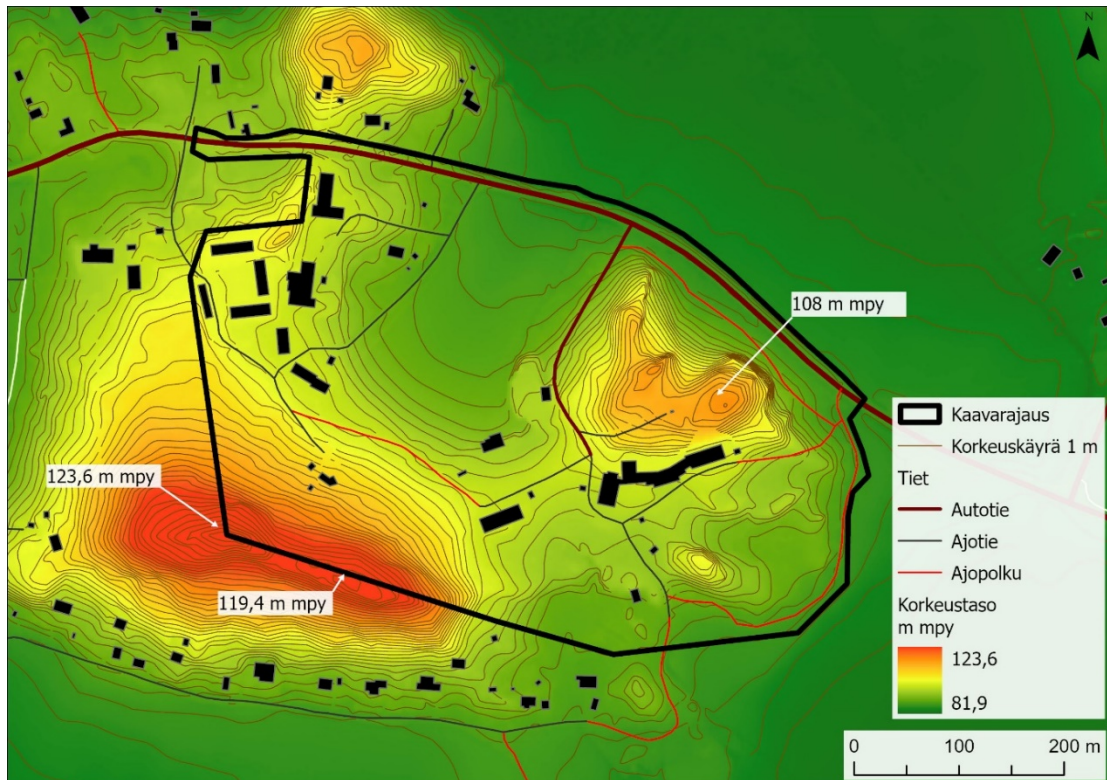 N
108 m mpy
123,6 m mpy
119,4 m mpy
Kaavarajaus
Korkeuskäyrä 1 m
Tiet
Autotie
Ajotie
Ajopolku
Korkeustaso
m mpy
123,6
81,9
0 100 200 m